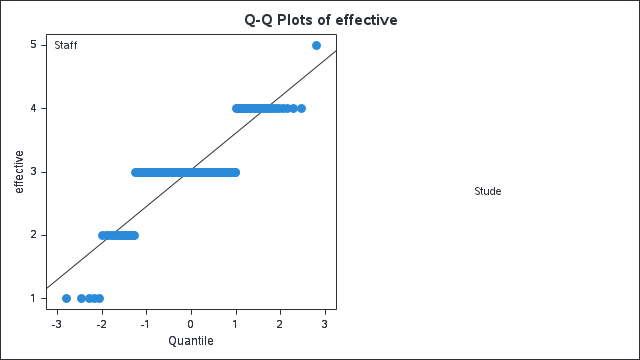 Q-Q Plots of effective
Staff
5
4
3
2
1
effective
-3 -2 -1 0 1 2 3
Quantile
Stude